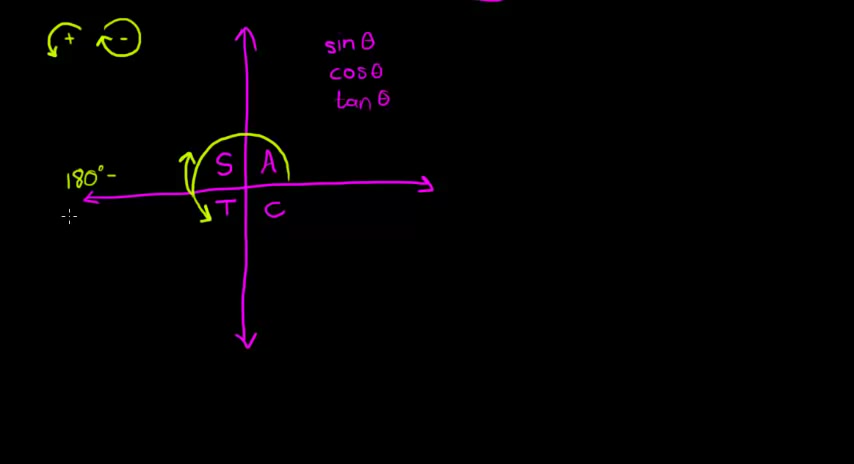 + -
sin θ
cos θ
tan θ
S A
180°-
T C